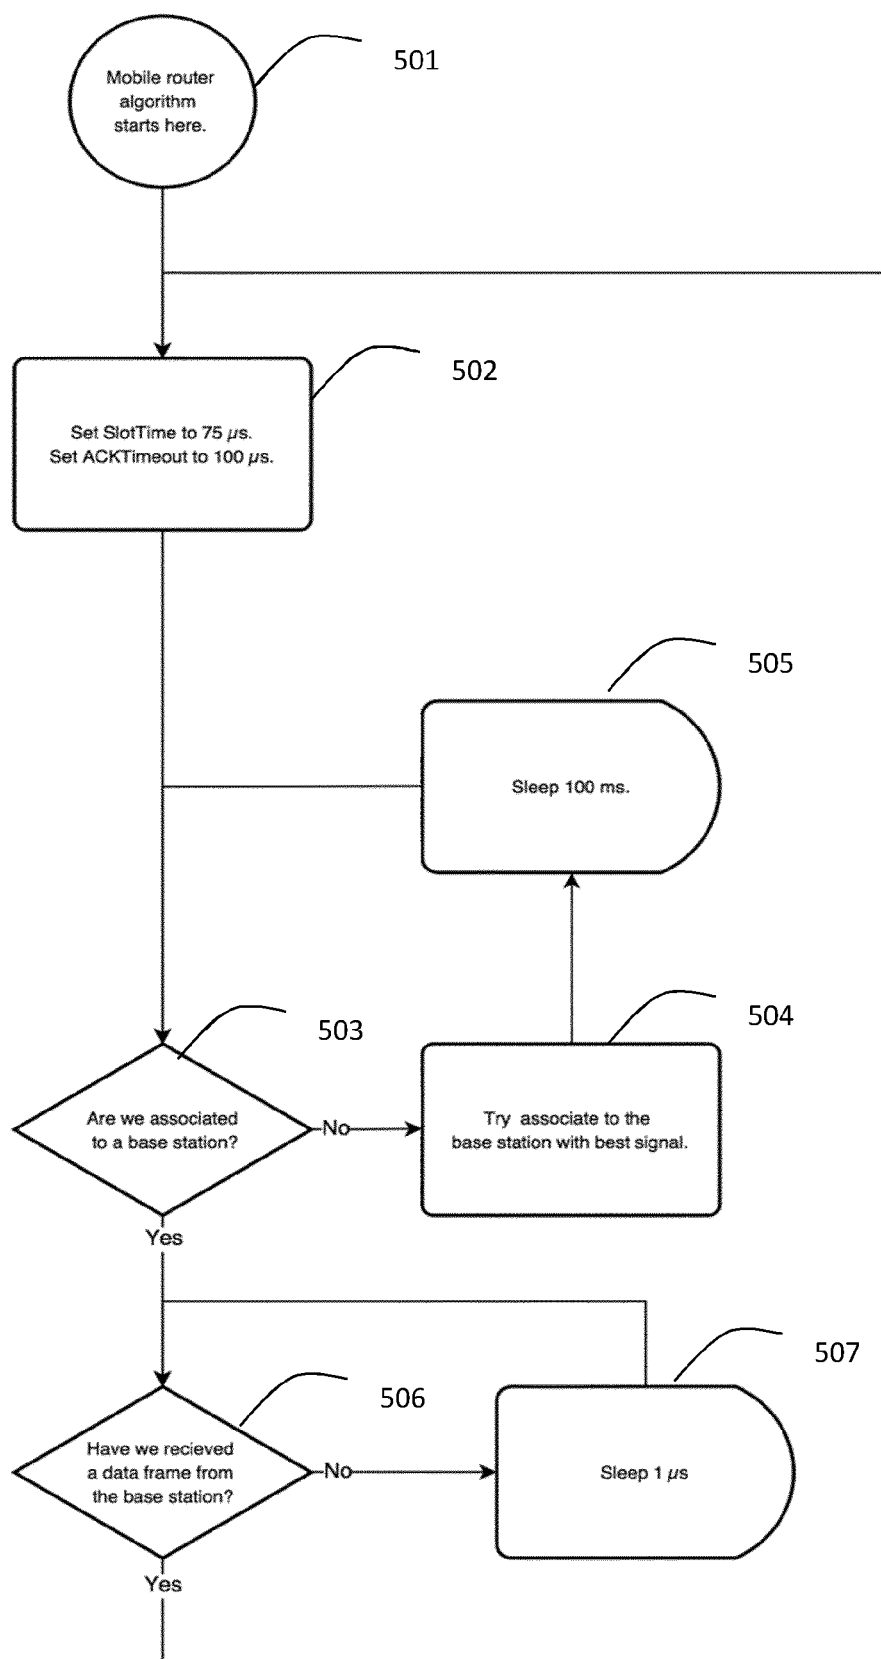 Mobile router
algorithm
starts here.
501
502
Set SlotTime to 75 µs.
Set ACKTimeout to 100 µs.
505
Sleep 100 ms.
503
504
Are we associated
to a base station?
No
Try associate to the
base station with best signal.
Yes
507
506
Have we recieved
a data frame from
the base station?
No
Sleep 1 µs
Yes